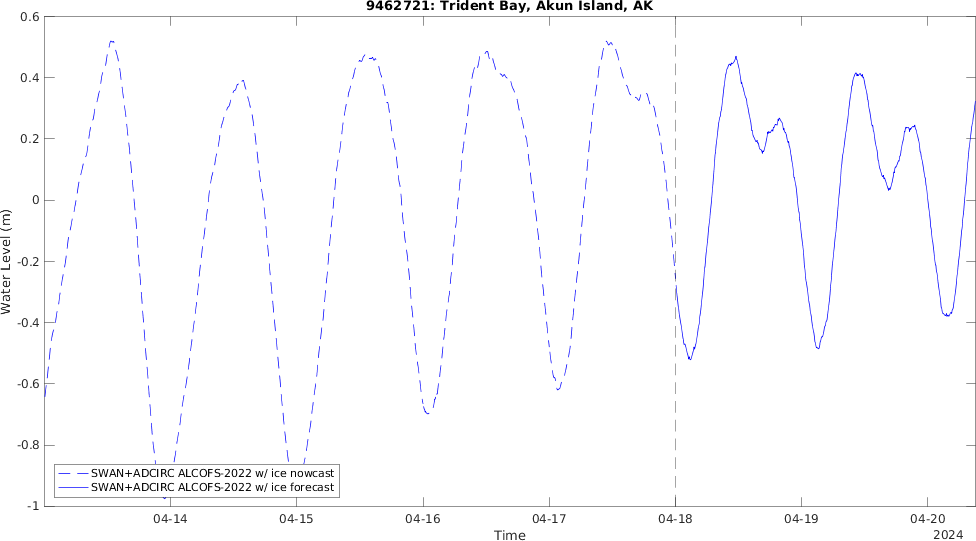 9462721: Trident Bay, Akun Island, AK
0.6
0.4
0.2
0
-0.2
-0.4
-0.6
-0.8
-1
Water Level (m)
SWAN+ADCIRC ALCOFS-2022 w/ ice nowcast
SWAN+ADCIRC ALCOFS-2022 w/ ice forecast
04-14 04-15 04-16 04-17 04-18 04-19 04-20
Time
2024